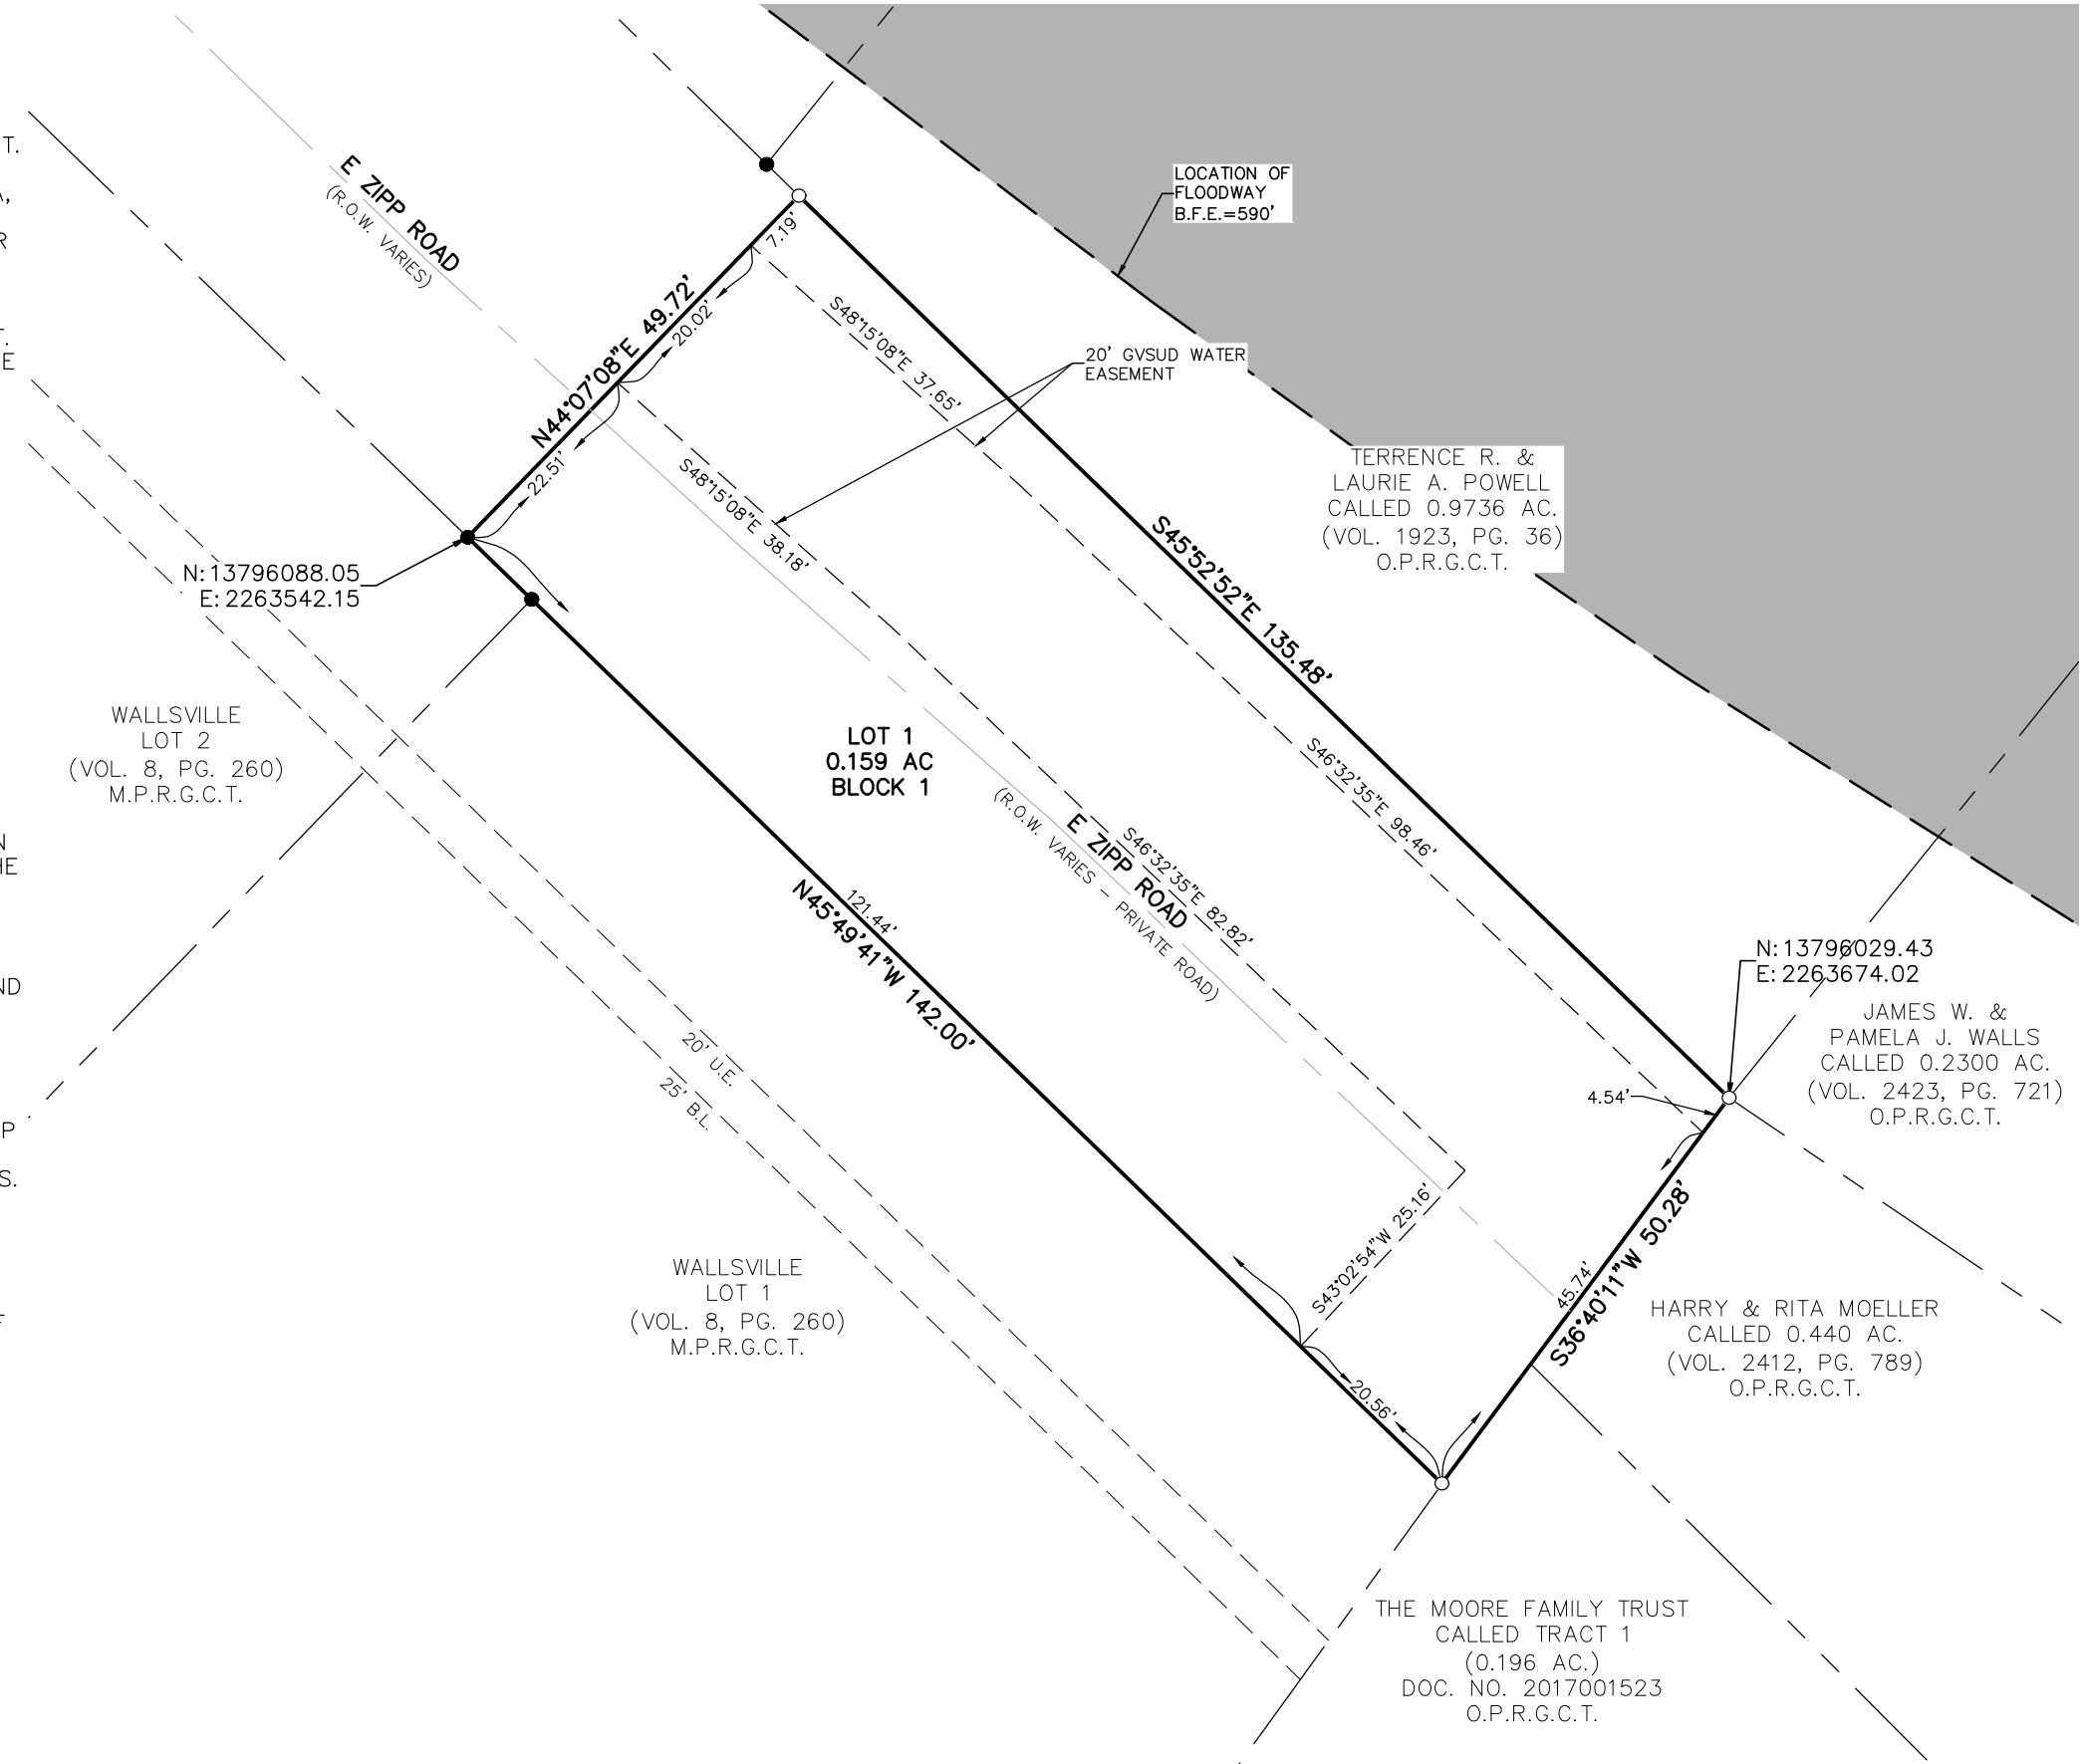 T.
A,
R
T.
E
N
HE
ND
P
S.
F
E ZIPP ROAD
(R.O.W. VARIES)
LOCATION OF
FLOODWAY
B.F.E.=590'
7.19'
20.02'
N44°07'08"E 49.72'
22.51'
S48°15'08"E 37.65'
20' GVSUD WATER
EASEMENT
S48°15'08"E 38.18'
TERRENCE R. &
LAURIE A. POWELL
CALLED 0.9736 AC.
(VOL. 1923, PG. 36)
O.P.R.G.C.T.
N: 13796088.05
E: 2263542.15
S45°52'52"E 135.48'
WALLSVILLE
LOT 2
(VOL. 8, PG. 260)
M.P.R.G.C.T.
LOT 1
0.159 AC
BLOCK 1
S46°32'35"E 98.46'
S46°32'35"E 82.82'
E ZIPP ROAD
(R.O.W. VARIES - PRIVATE ROAD)
121.44'
N45°49'41"W 142.00'
N: 13796029.43
E: 2263674.02
JAMES W. &
PAMELA J. WALLS
CALLED 0.2300 AC.
(VOL. 2423, PG. 721)
O.P.R.G.C.T.
20' U.E.
25' B.L.
4.54'
S43°02'54"W 25.16'
45.74'
S36°40'11"W 50.28'
20.56'
WALLSVILLE
LOT 1
(VOL. 8, PG. 260)
M.P.R.G.C.T.
HARRY & RITA MOELLER
CALLED 0.440 AC.
(VOL. 2412, PG. 789)
O.P.R.G.C.T.
THE MOORE FAMILY TRUST
CALLED TRACT 1
(0.196 AC.)
DOC. NO. 2017001523
O.P.R.G.C.T.